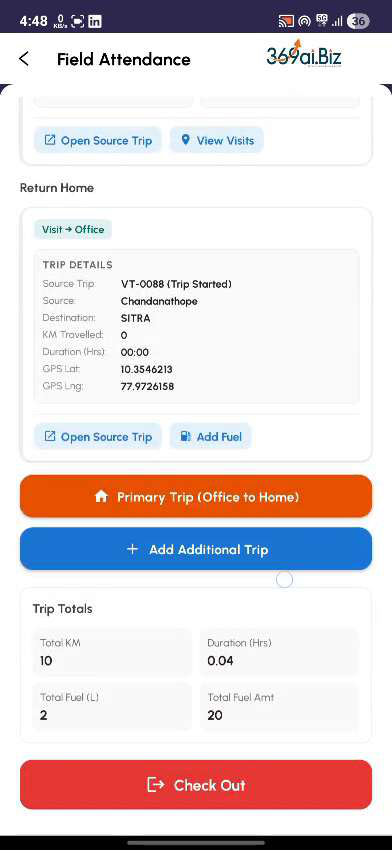 4:48 0 KB/s 5G 36
Field Attendance
369ai.Biz
Open Source Trip View Visits
Return Home
Visit → Office
TRIP DETAILS
Source Trip: VT-0088 (Trip Started)
Source: Chandanathope
Destination: SITRA
KM Travelled: 0
Duration (Hrs): 00:00
GPS Lat: 10.3546213
GPS Lng: 77.9726158
Open Source Trip Add Fuel
Primary Trip (Office to Home)
+ Add Additional Trip
Trip Totals
Total KM Duration (Hrs)
10 0.04
Total Fuel (L) Total Fuel Amt
2 20
Check Out